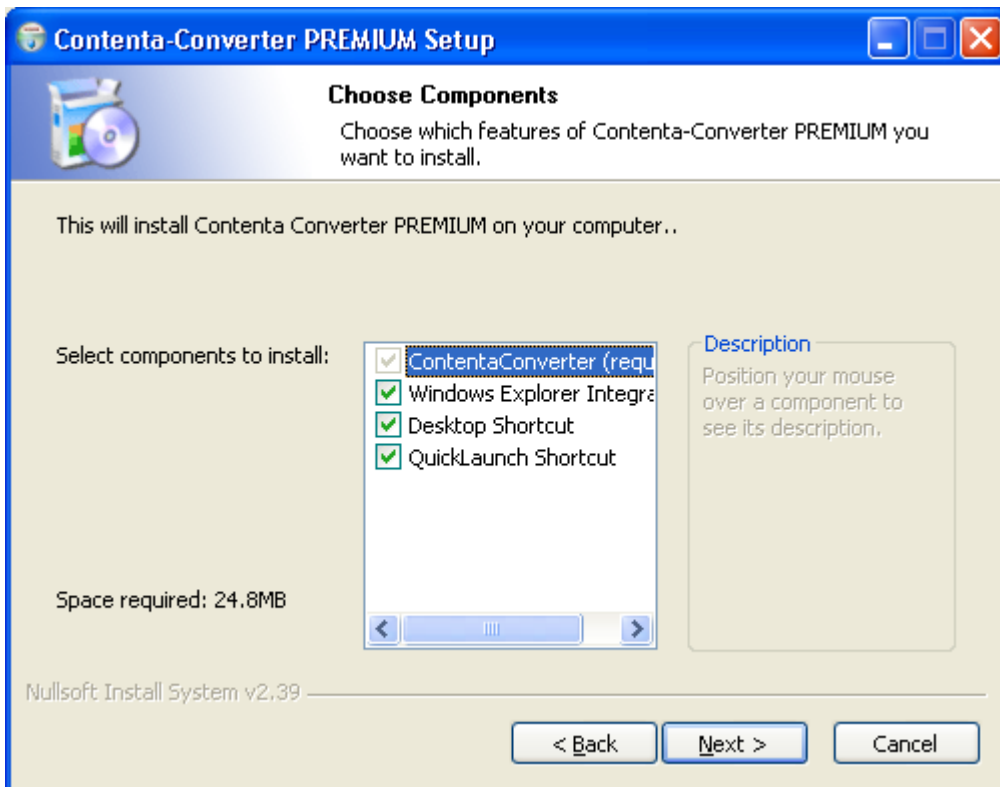 Contenta-Converter PREMIUM Setup
Choose Components
Choose which features of Contenta-Converter PREMIUM you
want to install.
This will install Contenta Converter PREMIUM on your computer..
Select components to install:
ContentaConverter (requ
Windows Explorer Integra
Desktop Shortcut
QuickLaunch Shortcut
Description
Position your mouse
over a component to
see its description.
Space required: 24.8MB
Nullsoft Install System v2.39
< Back
Next >
Cancel